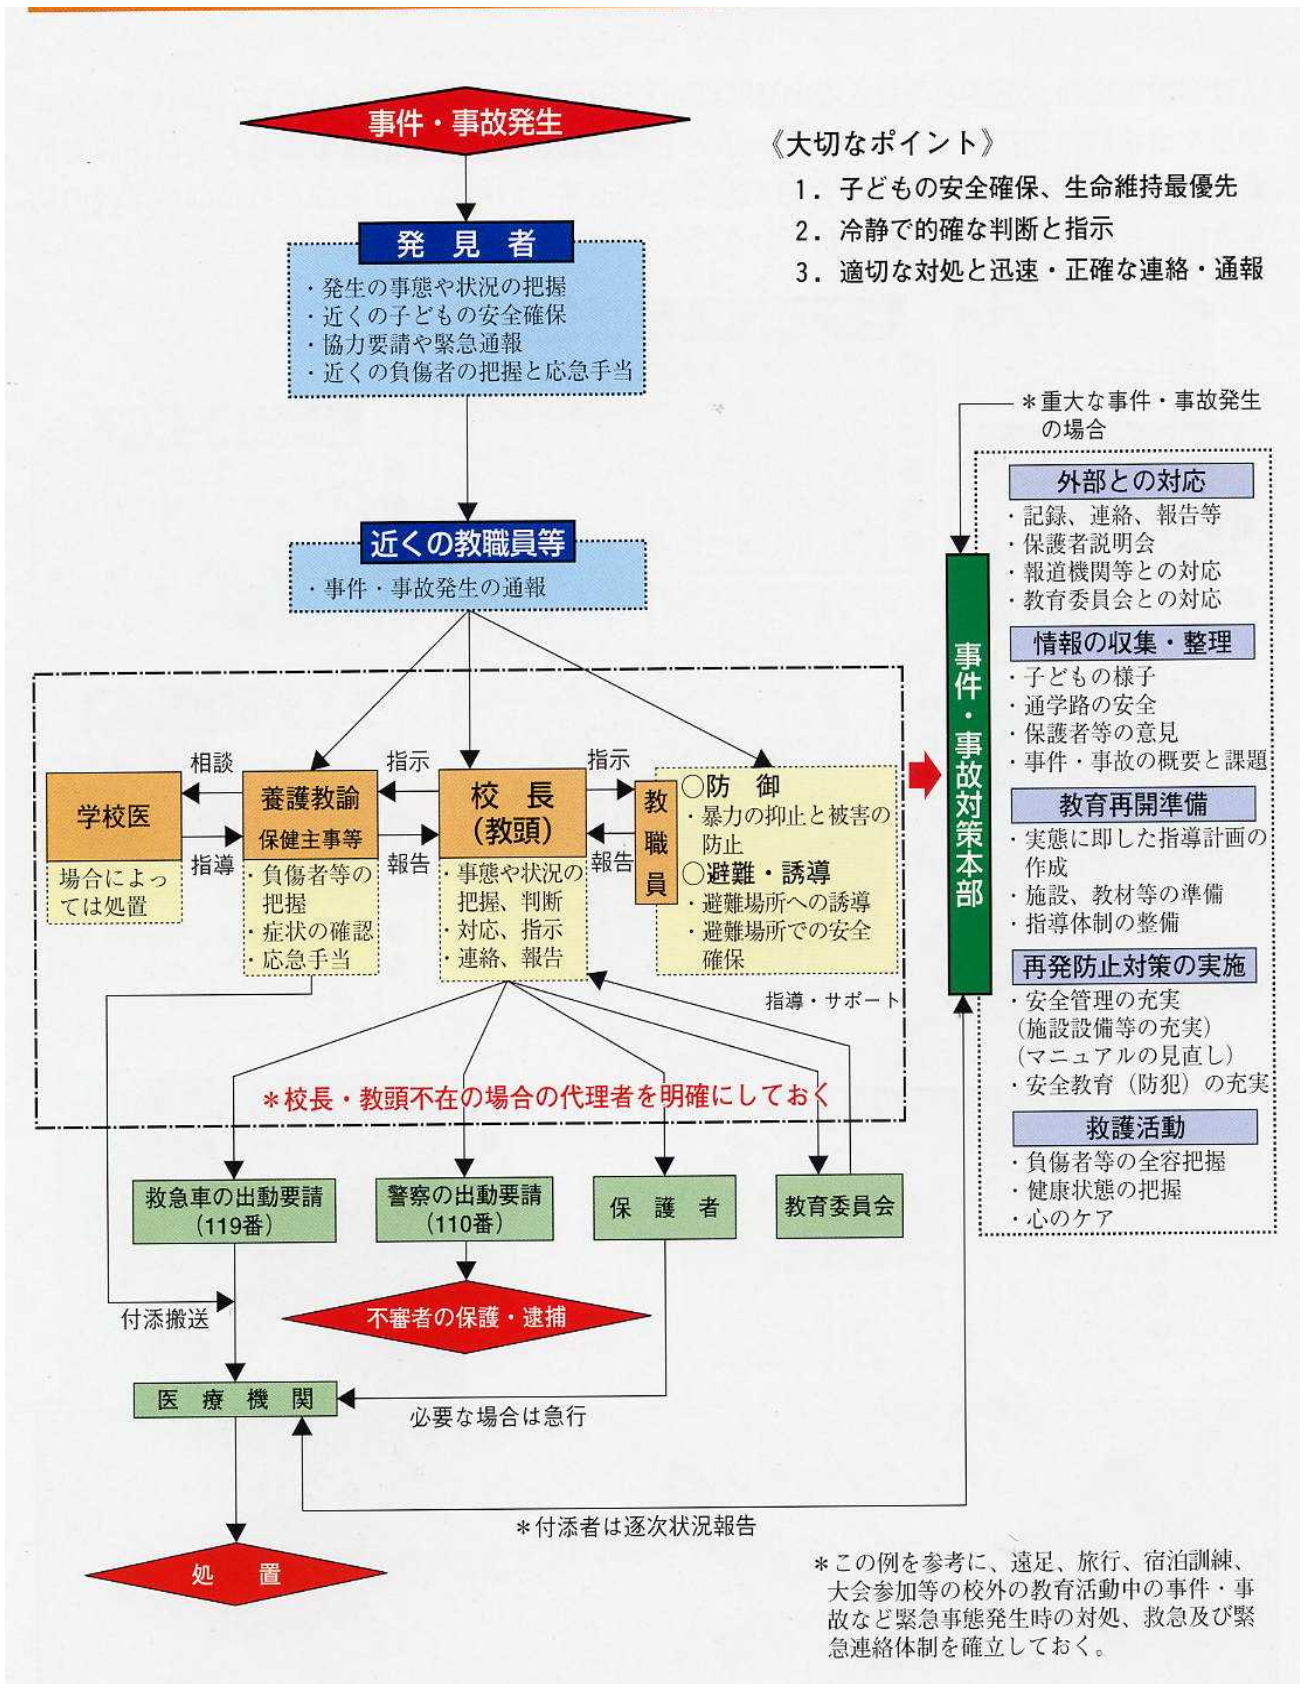 事件・事故発生
《大切なポイント》
1．子どもの安全確保、生命維持最優先
2．冷静で的確な判断と指示
3．適切な対処と迅速・正確な連絡・通報
発見者
・発生の事態や状況の把握
・近くの子どもの安全確保
・協力要請や緊急通報
・近くの負傷者の把握と応急手当
近くの教職員等
・事件・事故発生の通報
相談
指示
指示
学校医
指導
場合によっ
ては処置
養護教諭
保健主事等
報告
・負傷者等の
把握
・症状の確認
・応急手当
校長
(教頭)
報告
・事態や状況の
把握、判断
・対応、指示
・連絡、報告
教職員
○防御
・暴力の抑止と被害の
防止
○避難・誘導
・避難場所への誘導
・避難場所での安全
確保
指導・サポート
＊校長・教頭不在の場合の代理者を明確にしておく
救急車の出動要請
(119番)
警察の出動要請
(110番)
保護者
教育委員会
付添搬送
不審者の保護・逮捕
医療機関
必要な場合は急行
＊付添者は逐次状況報告
処置
＊重大な事件・事故発生
の場合
事件・事故対策本部
外部との対応
・記録、連絡、報告等
・保護者説明会
・報道機関等との対応
・教育委員会との対応
情報の収集・整理
・子どもの様子
・通学路の安全
・保護者等の意見
・事件・事故の概要と課題
教育再開準備
・実態に即した指導計画の
作成
・施設、教材等の準備
・指導体制の整備
再発防止対策の実施
・安全管理の充実
(施設設備等の充実)
(マニュアルの見直し)
・安全教育（防犯）の充実
救護活動
・負傷者等の全容把握
・健康状態の把握
・心のケア
＊この例を参考に、遠足、旅行、宿泊訓練、
大会参加等の校外の教育活動中の事件・事
故など緊急事態発生時の対処、救急及び緊
急連絡体制を確立しておく。